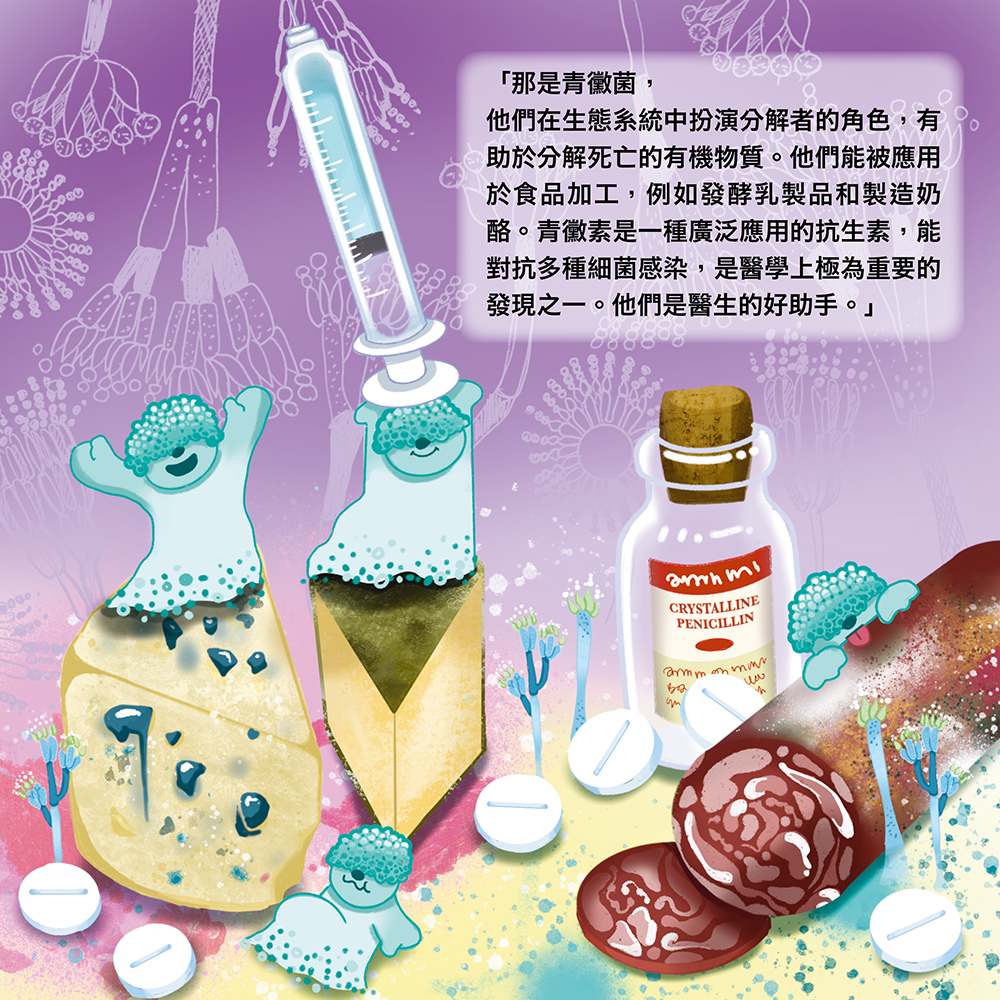 「那是青黴菌，
他們在生態系統中扮演分解者的角色，有
助於分解死亡的有機物質。他們能被應用
於食品加工，例如發酵乳製品和製造奶
酪。青黴素是一種廣泛應用的抗生素，能
對抗多種細菌感染，是醫學上極為重要的
發現之一。他們是醫生的好助手。」
CRYSTALLINE
PENICILLIN